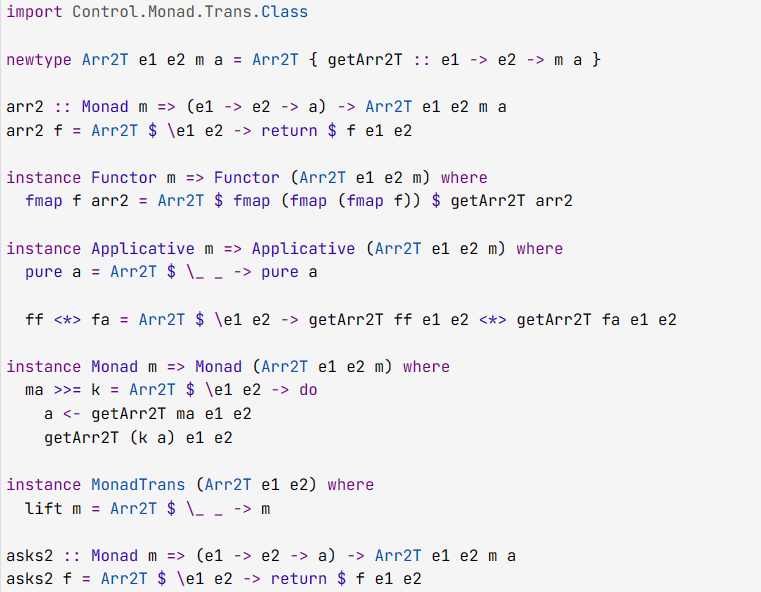 import Control.Monad.Trans.Class
newtype Arr2T e1 e2 m a = Arr2T { getArr2T :: e1 -> e2 -> m a }
arr2 :: Monad m => (e1 -> e2 -> a) -> Arr2T e1 e2 m a
arr2 f = Arr2T $ \e1 e2 -> return $ f e1 e2
instance Functor m => Functor (Arr2T e1 e2 m) where
  fmap f arr2 = Arr2T $ fmap (fmap (fmap f)) $ getArr2T arr2
instance Applicative m => Applicative (Arr2T e1 e2 m) where
  pure a = Arr2T $ \_ _ -> pure a
  ff <*> fa = Arr2T $ \e1 e2 -> getArr2T ff e1 e2 <*> getArr2T fa e1 e2
instance Monad m => Monad (Arr2T e1 e2 m) where
  ma >>= k = Arr2T $ \e1 e2 -> do
    a <- getArr2T ma e1 e2
    getArr2T (k a) e1 e2
instance MonadTrans (Arr2T e1 e2) where
  lift m = Arr2T $ \_ _ -> m
asks2 :: Monad m => (e1 -> e2 -> a) -> Arr2T e1 e2 m a
asks2 f = Arr2T $ \e1 e2 -> return $ f e1 e2